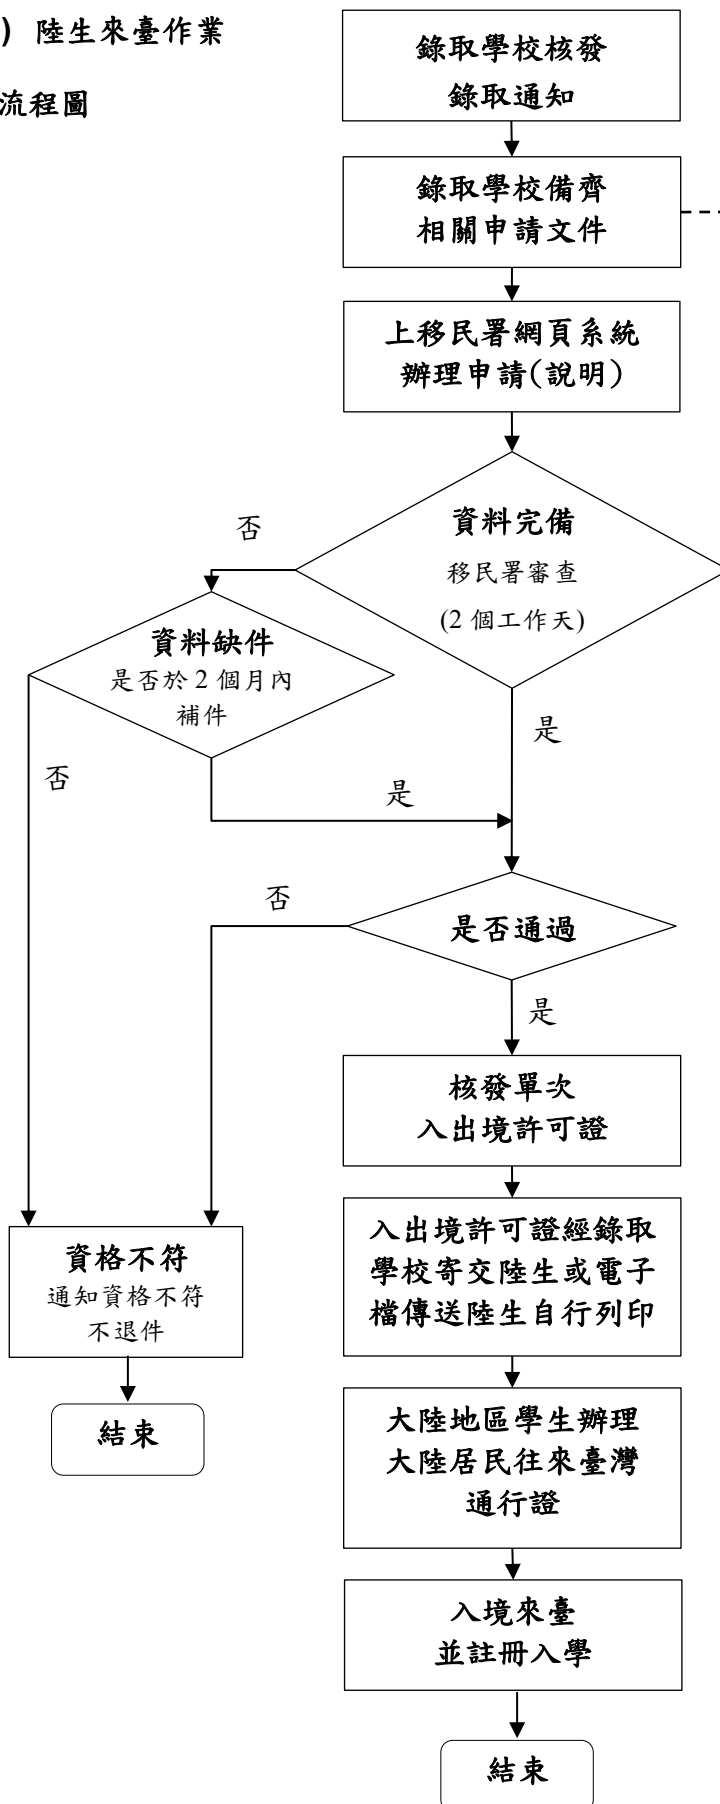 ) 陸生來臺作業
流程圖
錄取學校核發
錄取通知
錄取學校備齊
相關申請文件
上移民署網頁系統
辦理申請(說明)
資料完備
移民署審查
(2 個工作天)
否
資料缺件
是否於 2 個月內
補件
是
否
是
否
是否通過
是
核發單次
入出境許可證
入出境許可證經錄取
學校寄交陸生或電子
檔傳送陸生自行列印
資格不符
通知資格不符
不退件
結束
大陸地區學生辦理
大陸居民往來臺灣
通行證
入境來臺
並註冊入學
結束